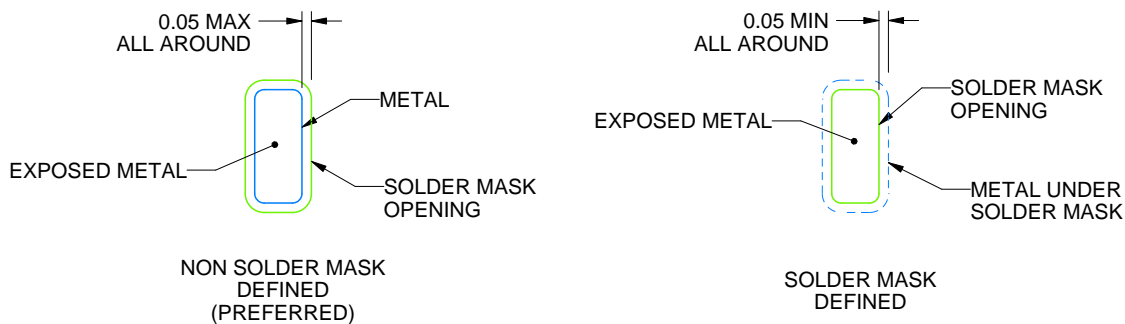 0.05 MAX
ALL AROUND
METAL
EXPOSED METAL
SOLDER MASK
OPENING
NON SOLDER MASK
DEFINED
(PREFERRED)
0.05 MIN
ALL AROUND
SOLDER MASK
OPENING
EXPOSED METAL
METAL UNDER
SOLDER MASK
SOLDER MASK
DEFINED